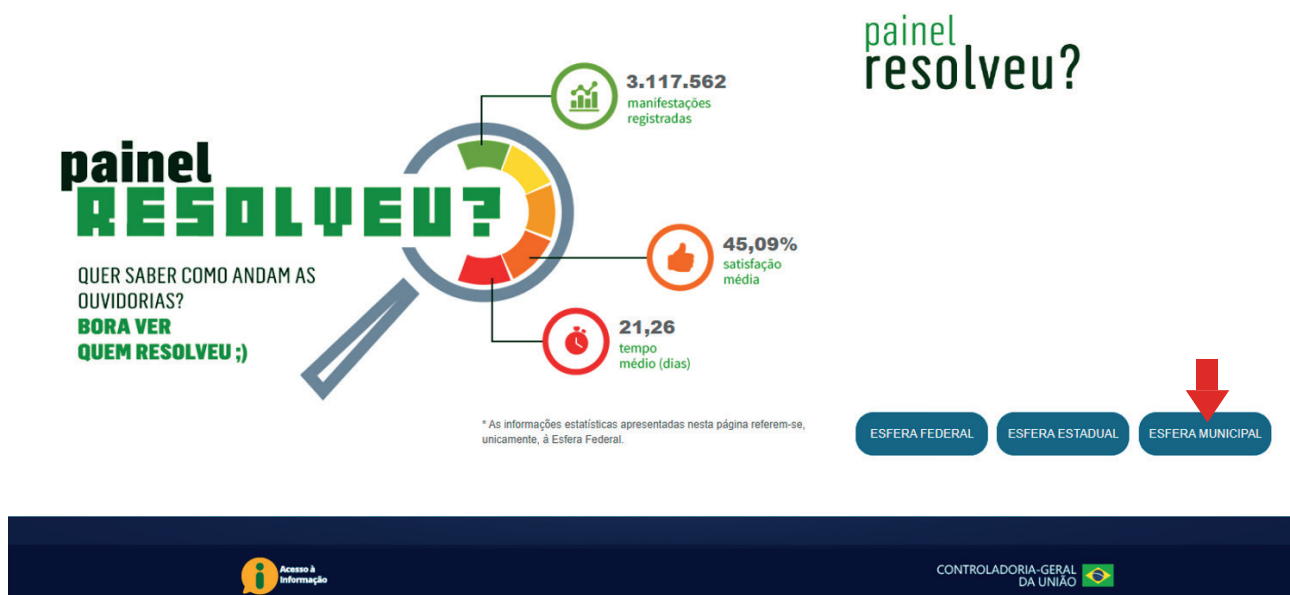 painel
RESOLVEU?
QUER SABER COMO ANDAM AS
OUVIDORIAS?
BORA VER
QUEM RESOLVEU ;)
3.117.562
manifestações
registradas
45,09%
satisfação
média
21,26
tempo
médio (dias)
* As informações estatísticas apresentadas nesta página referem-se,
unicamente, à Esfera Federal.
painel
resolveu?
ESFERA FEDERAL
ESFERA ESTADUAL
ESFERA MUNICIPAL
Acesso à
Informação
CONTROLADORIA-GERAL
DA UNIÃO